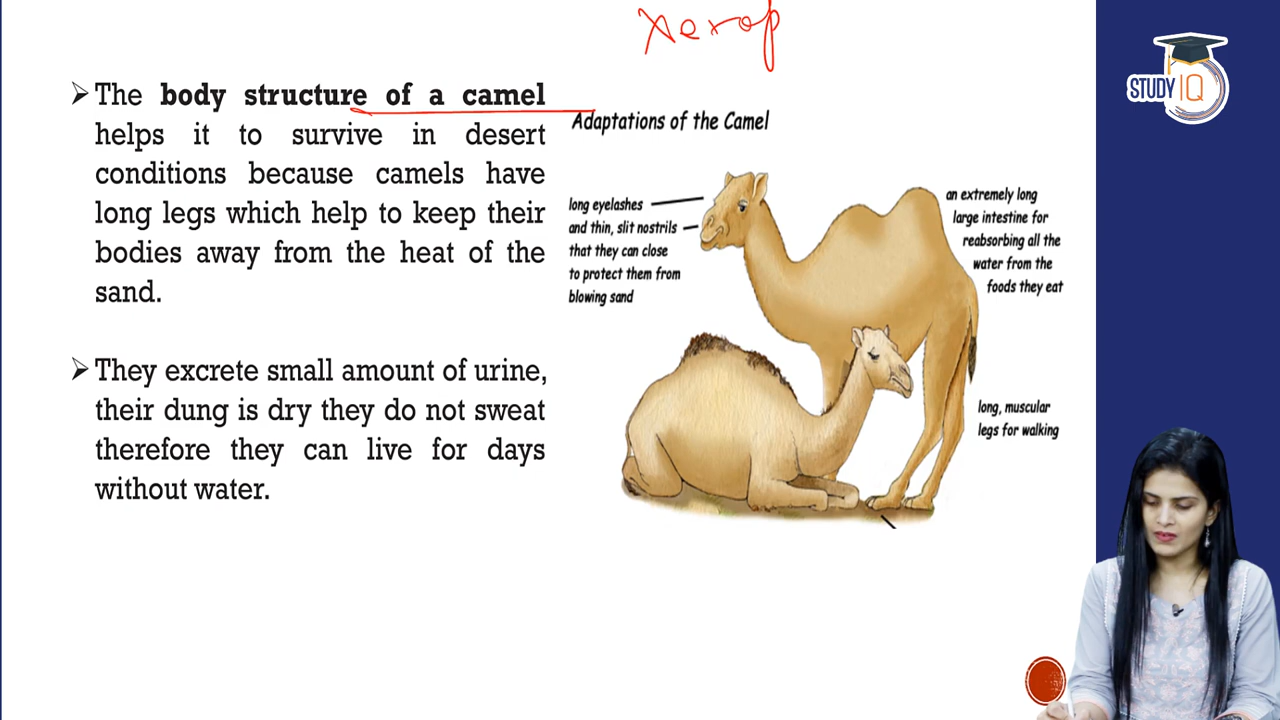 Xerop
➢ The body structure of a camel
helps it to survive in desert
conditions because camels have
long legs which help to keep their
bodies away from the heat of the
sand.
➢ They excrete small amount of urine,
their dung is dry they do not sweat
therefore they can live for days
without water.
Adaptations of the Camel
long eyelashes
and thin, slit nostrils
that they can close
to protect them from
blowing sand
an extremely long
large intestine for
reabsorbing all the
water from the
foods they eat
long, muscular
legs for walking
STUDY IQ